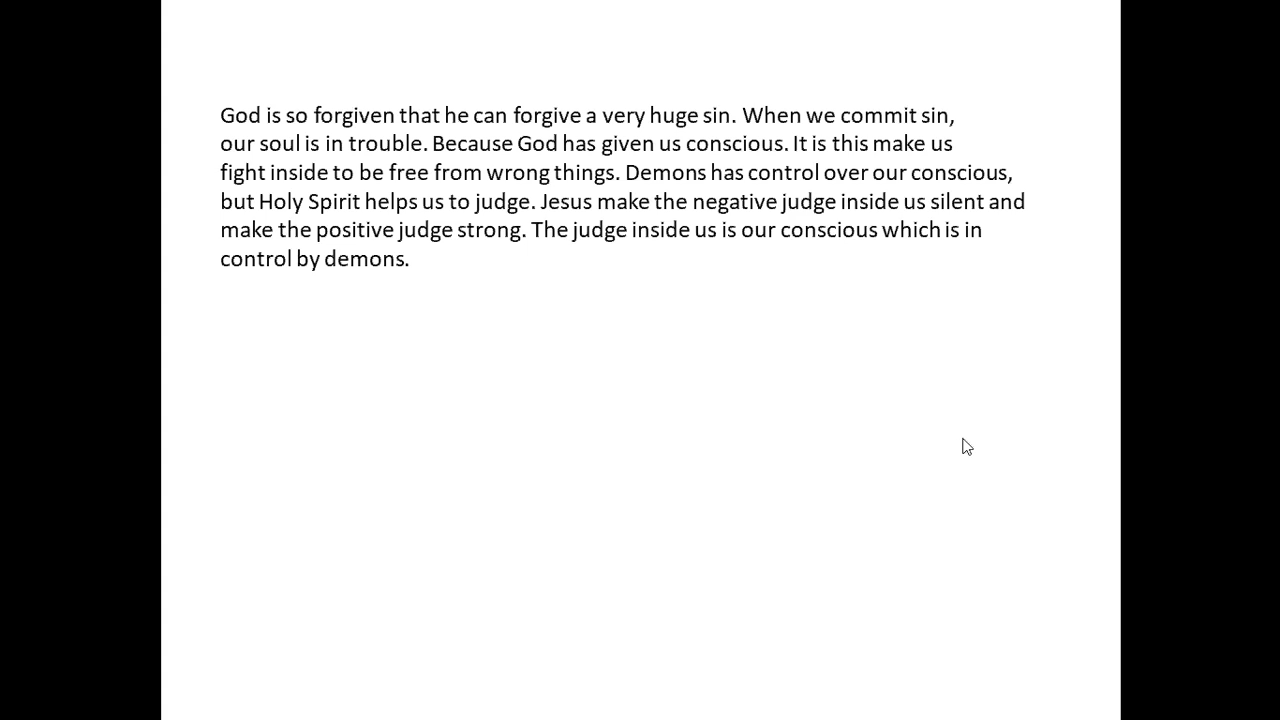 God is so forgiven that he can forgive a very huge sin. When we commit sin,
our soul is in trouble. Because God has given us conscious. It is this make us
fight inside to be free from wrong things. Demons has control over our conscious,
but Holy Spirit helps us to judge. Jesus make the negative judge inside us silent and
make the positive judge strong. The judge inside us is our conscious which is in
control by demons.